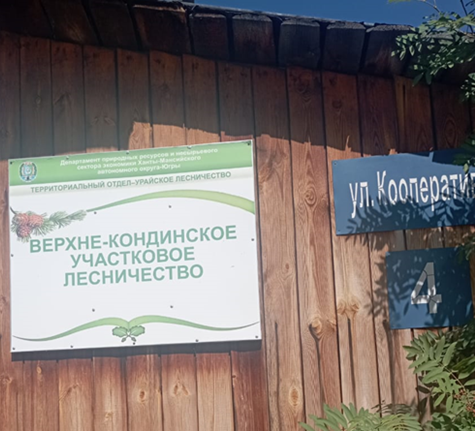 Департамент природных ресурсов и несырьевого
сектора экономики Ханты-Мансийского
автономного округа-Югры
ТЕРРИТОРИАЛЬНЫЙ ОТДЕЛ-УРАЙСКОЕ ЛЕСНИЧЕСТВО
ВЕРХНЕ-КОНДИНСКОЕ
УЧАСТКОВОЕ
ЛЕСНИЧЕСТВО
ул. Кооперати
4